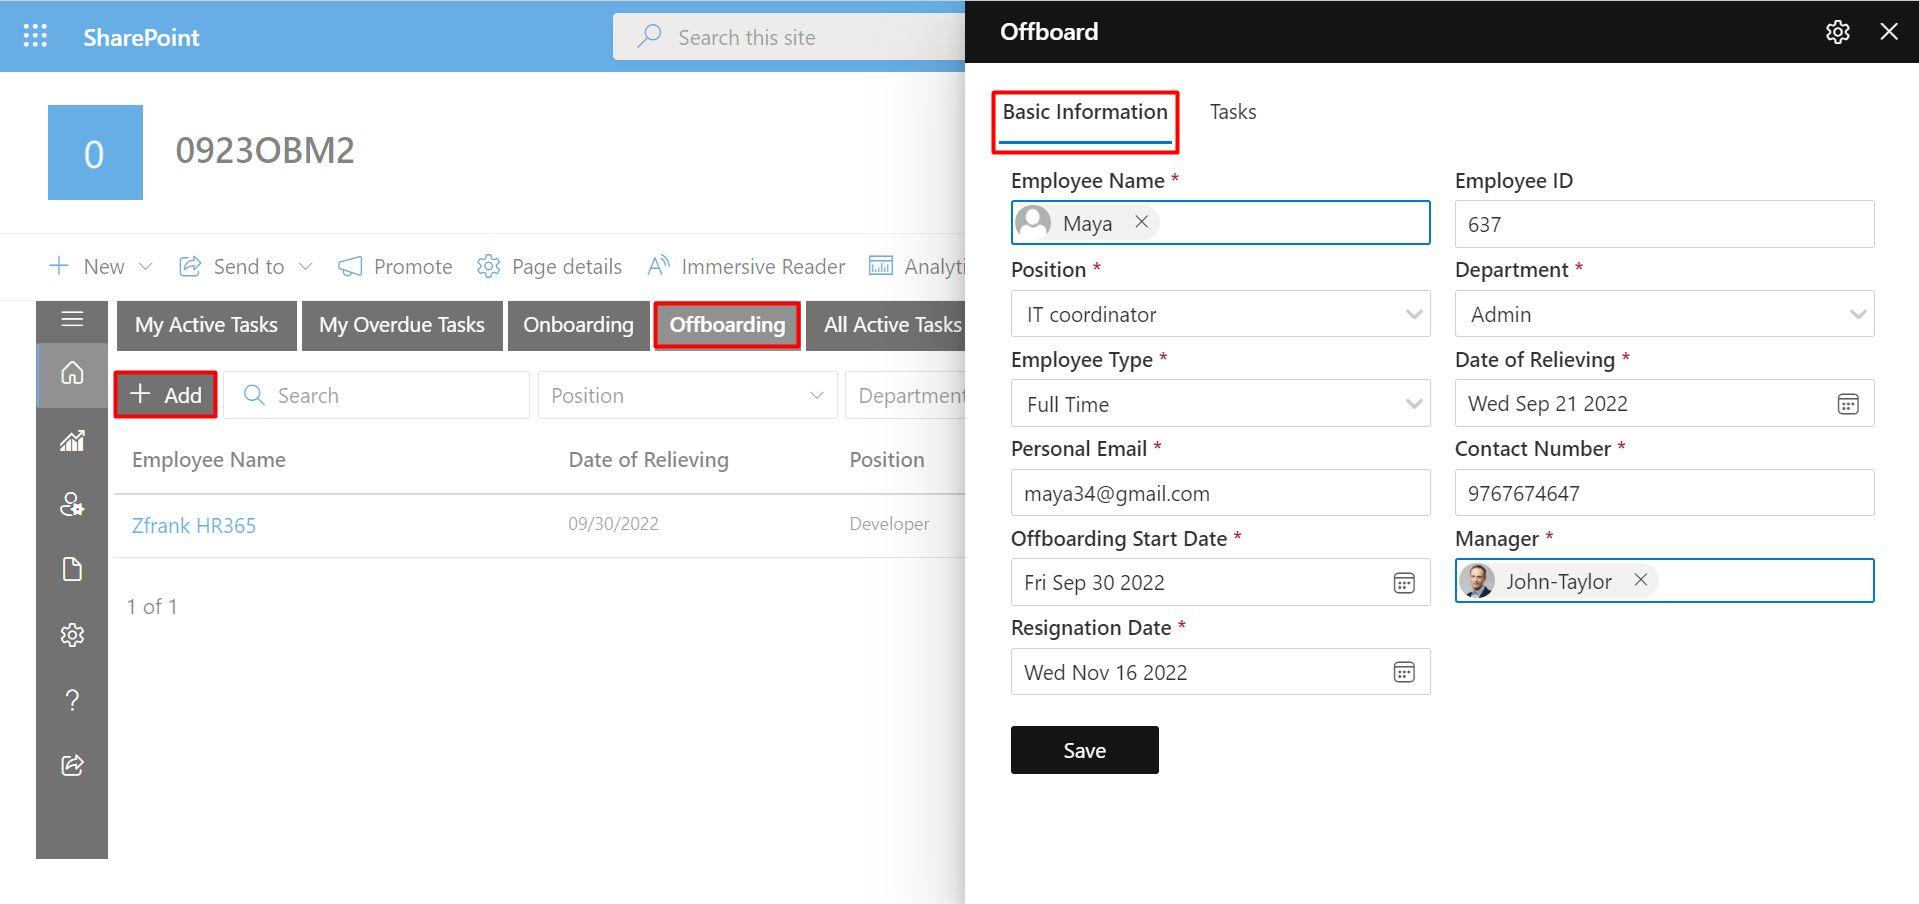 SharePoint
Search this site
0
0923OBM2
New
Send to
Promote
Page details
Immersive Reader
Analyti
My Active Tasks
My Overdue Tasks
Onboarding
Offboarding
All Active Tasks
Add
Search
Position
Department
Employee Name
Date of Relieving
Position
Zfrank HR365
09/30/2022
Developer
1 of 1
Offboard
Basic Information
Tasks
Employee Name *
Maya
Employee ID
637
Position *
IT coordinator
Department *
Admin
Employee Type *
Full Time
Date of Relieving *
Wed Sep 21 2022
Personal Email *
maya34@gmail.com
Contact Number *
9767674647
Offboarding Start Date *
Fri Sep 30 2022
Manager *
John-Taylor
Resignation Date *
Wed Nov 16 2022
Save